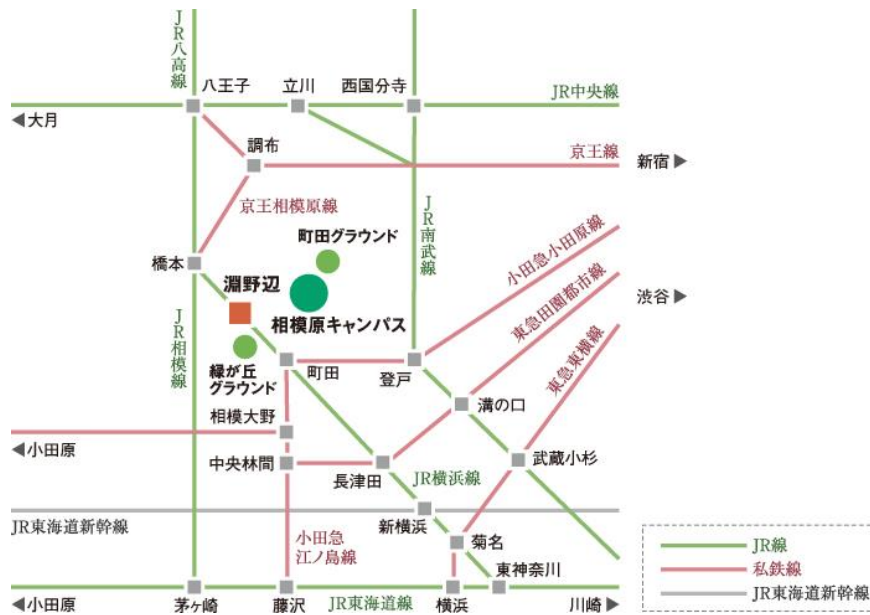 JR八高線
八王子
立川
西国分寺
JR中央線
◀大月
調布
京王線
新宿▶
京王相模原線
JR南武線
町田グラウンド
小田急小田原線
橋本
淵野辺
東急田園都市線
渋谷▶
相模原キャンパス
JR相模線
東急東横線
緑が丘
グラウンド
町田
登戸
相模大野
溝の口
◀小田原
中央林間
長津田
JR横浜線
武蔵小杉
JR東海道新幹線
新横浜
小田急
江ノ島線
菊名
東神奈川
◀小田原
茅ヶ崎
藤沢
JR東海道線
横浜
川崎▶
JR線
私鉄線
JR東海道新幹線